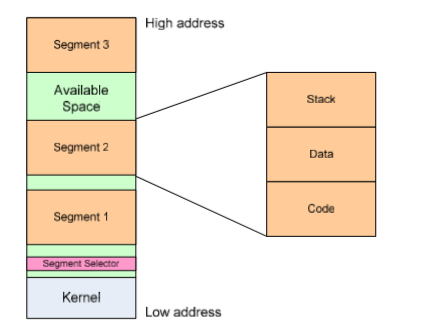 High address
Segment 3
Available
Space
Segment 2
Segment 1
Segment Selector
Kernel
Low address
Stack
Data
Code